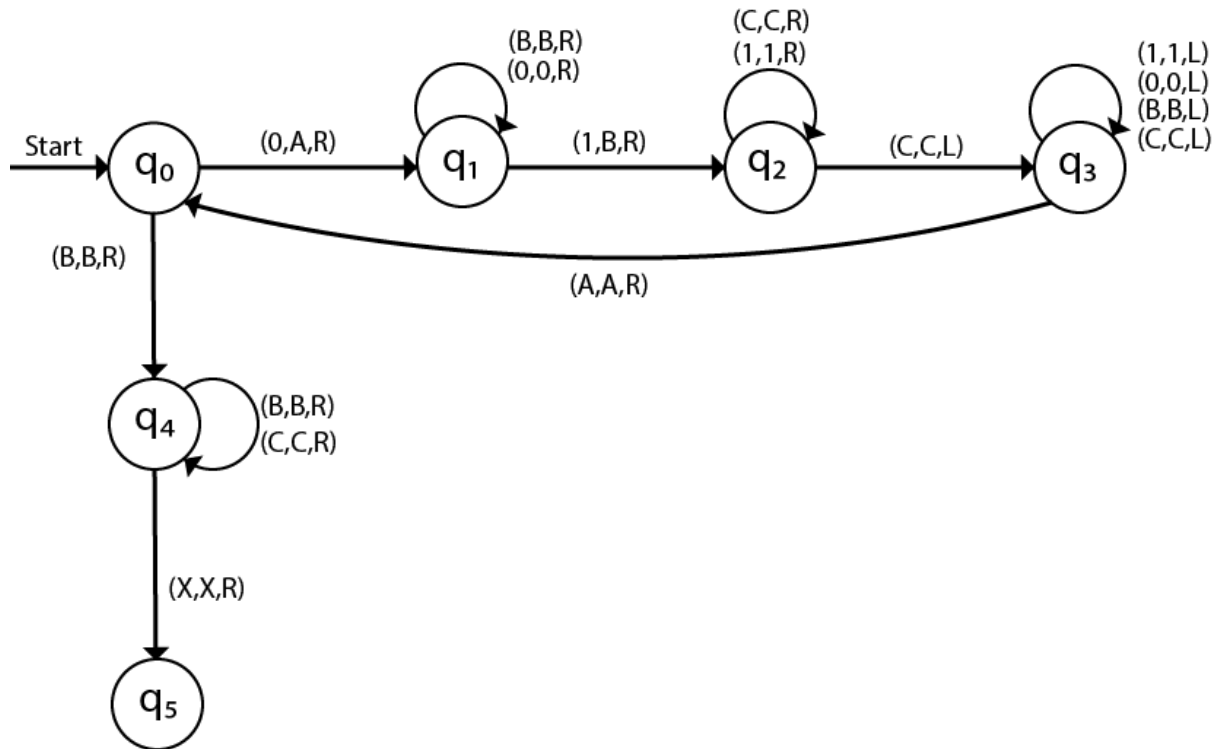 (B,B,R)
(0,0,R)
(C,C,R)
(1,1,R)
(1,1,L)
(0,0,L)
(B,B,L)
(C,C,L)
Start
q₀
(0,A,R)
q₁
(1,B,R)
q₂
(C,C,L)
q₃
(B,B,R)
(A,A,R)
q₄
(B,B,R)
(C,C,R)
(X,X,R)
q₅